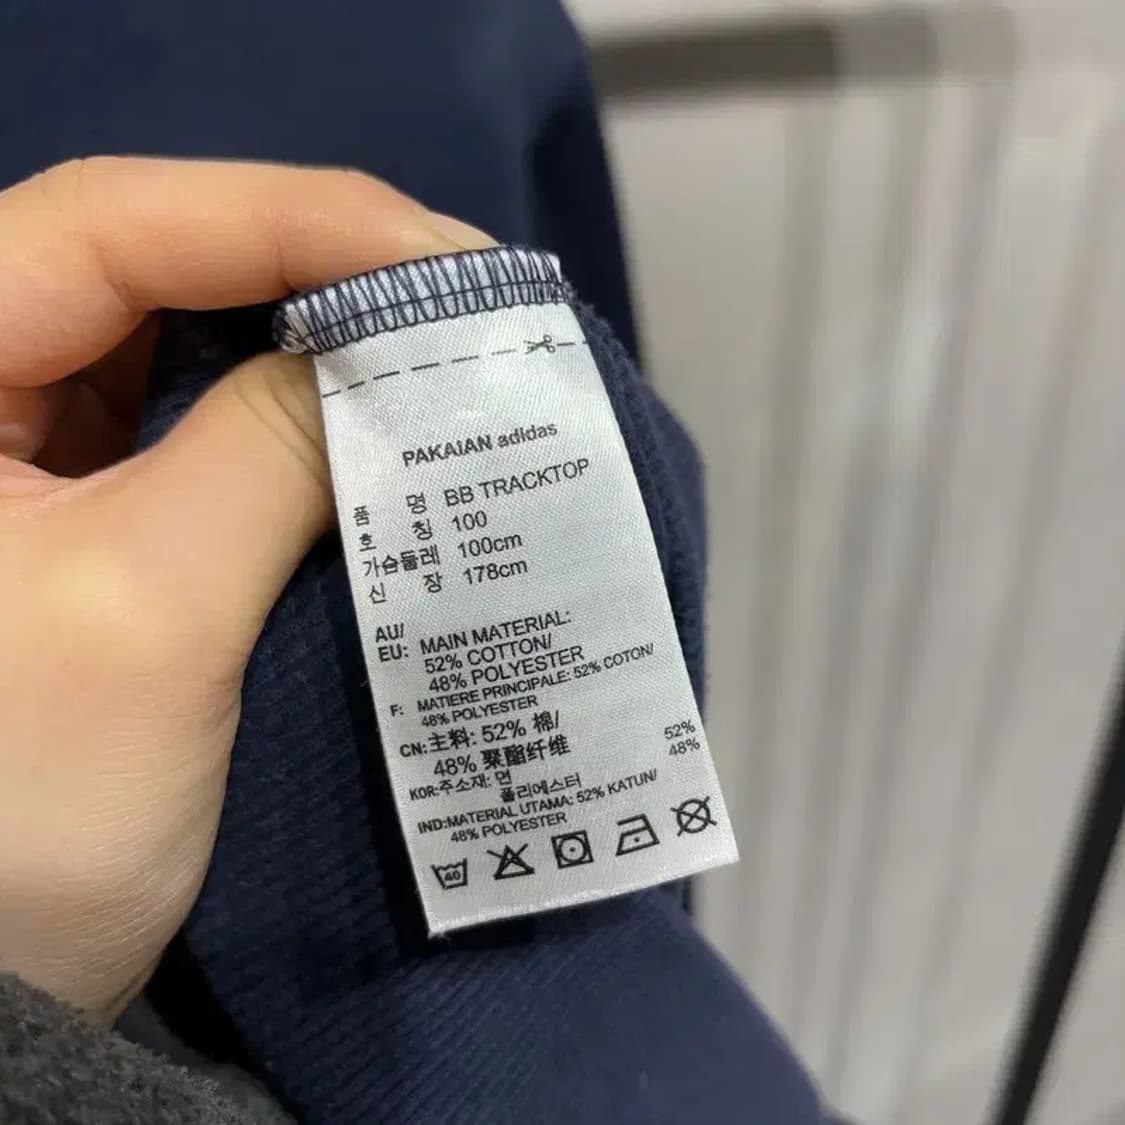 PAKAIAN adidas
품 명 BB TRACKTOP
호 칭 100
가슴둘레 100cm
신 장 178cm
AU/
EU: MAIN MATERIAL:
52% COTTON/
48% POLYESTER
F: MATIERE PRINCIPALE: 52% COTON/
48% POLYESTER
CN:主料: 52% 棉/
48% 聚酯纤维
KOR:주소재: 면 52%
폴리에스터 48%
IND:MATERIAL UTAMA: 52% KATUN/
48% POLYESTER
40